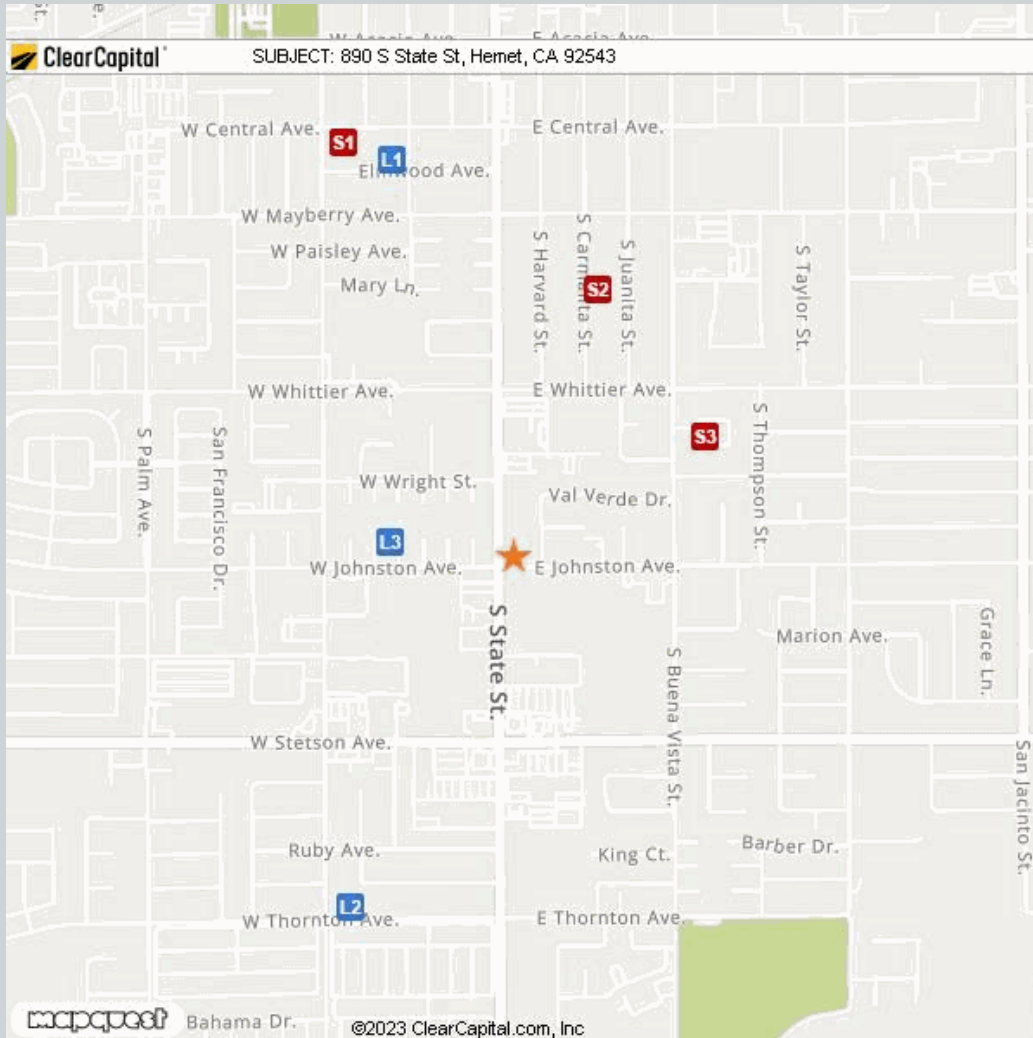 St.
e.
W Acacia Ave.
E Acacia Ave.
ClearCapital
SUBJECT: 890 S State St, Hemet, CA 92543
W Central Ave.
E Central Ave.
S1
L1
Elmwood Ave.
W Mayberry Ave.
W Paisley Ave.
Mary Ln.
S Harvard St.
S Carmalita St.
S2
S Juanita St.
S Taylor St.
W Whittier Ave.
E Whittier Ave.
S Palm Ave.
San Francisco Dr.
S3
S Thompson St.
W Wright St.
Val Verde Dr.
L3
W Johnston Ave.
E Johnston Ave.
S State St.
Marion Ave.
Grace Ln.
S Buena Vista St.
W Stetson Ave.
San Jacinto St.
Ruby Ave.
King Ct.
Barber Dr.
L2
W Thornton Ave.
E Thornton Ave.
mapquest
Bahama Dr.
©2023 ClearCapital.com, Inc